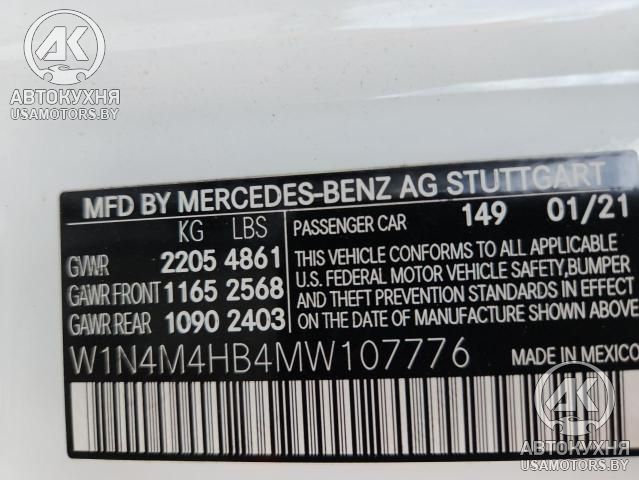 AK
АВТОКУХНЯ
USAMOTORS.BY
MFD BY MERCEDES-BENZ AG STUTTGART
KG LBS
PASSENGER CAR 149 01/21
GVWR 2205 4861
GAWR FRONT 1165 2568
GAWR REAR 1090 2403
THIS VEHICLE CONFORMS TO ALL APPLICABLE
U.S. FEDERAL MOTOR VEHICLE SAFETY, BUMPER
AND THEFT PREVENTION STANDARDS IN EFFECT
ON THE DATE OF MANUFACTURE SHOWN ABOVE
W1N4M4HB4MW107776
MADE IN MEXICO
AK
АВТОКУХНЯ
USAMOTORS.BY